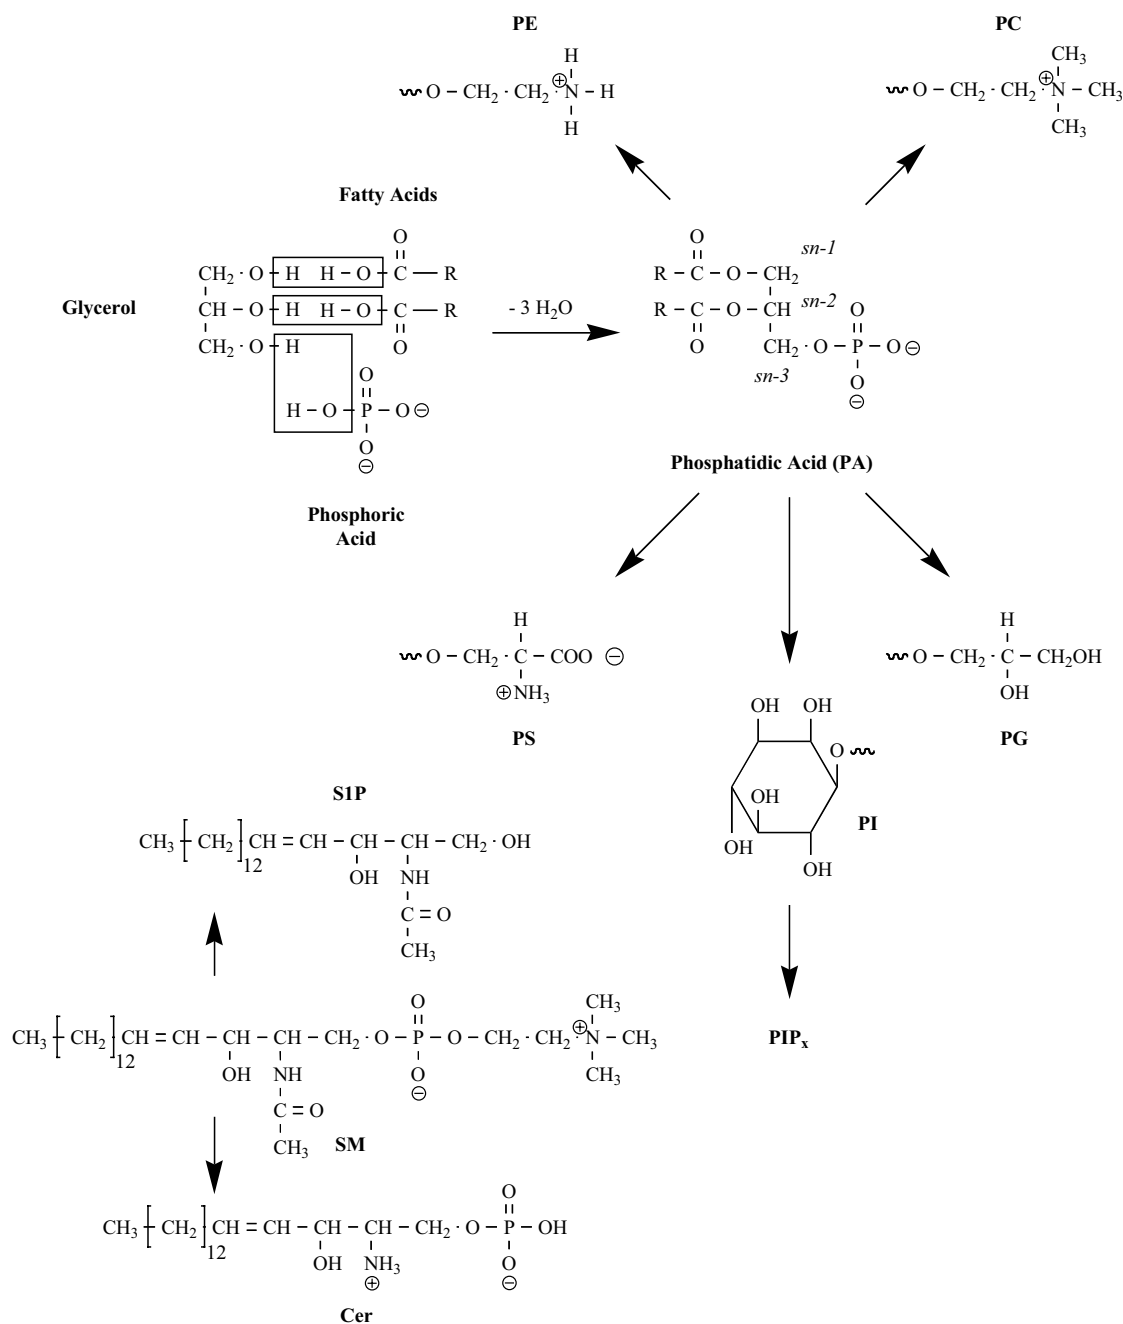 PE
PC
H
CH3
O – CH2 · CH2 · N – H
⊕
H
O – CH2 · CH2 · N – CH3
⊕
CH3
Fatty Acids
O
CH2 · O – H H – O – C – R
Glycerol
CH – O – H H – O – C – R
CH2 · O – H
O
O
H – O – P – O ⊖
O
⊖
Phosphoric
Acid
- 3 H2O
O
sn-1
R – C – O – CH2
R – C – O – CH
sn-2
O
O
CH2 · O – P – O ⊖
sn-3
O
⊖
Phosphatidic Acid (PA)
H
O – CH2 · C – COO ⊖
⊕ NH3
PS
H
O – CH2 · C – CH2OH
OH
PG
OH OH
O
OH
PI
OH
OH
PIPx
S1P
CH3 [ CH2 ]12 CH = CH – CH – CH – CH2 · OH
OH NH
C = O
CH3
O
CH3
CH3 [ CH2 ]12 CH = CH – CH – CH – CH2 · O – P – O – CH2 · CH2 · N – CH3
⊕
OH NH O CH3
⊖
C = O
CH3
SM
O
CH3 [ CH2 ]12 CH = CH – CH – CH – CH2 · O – P – OH
OH NH3 O
⊕ ⊖
Cer